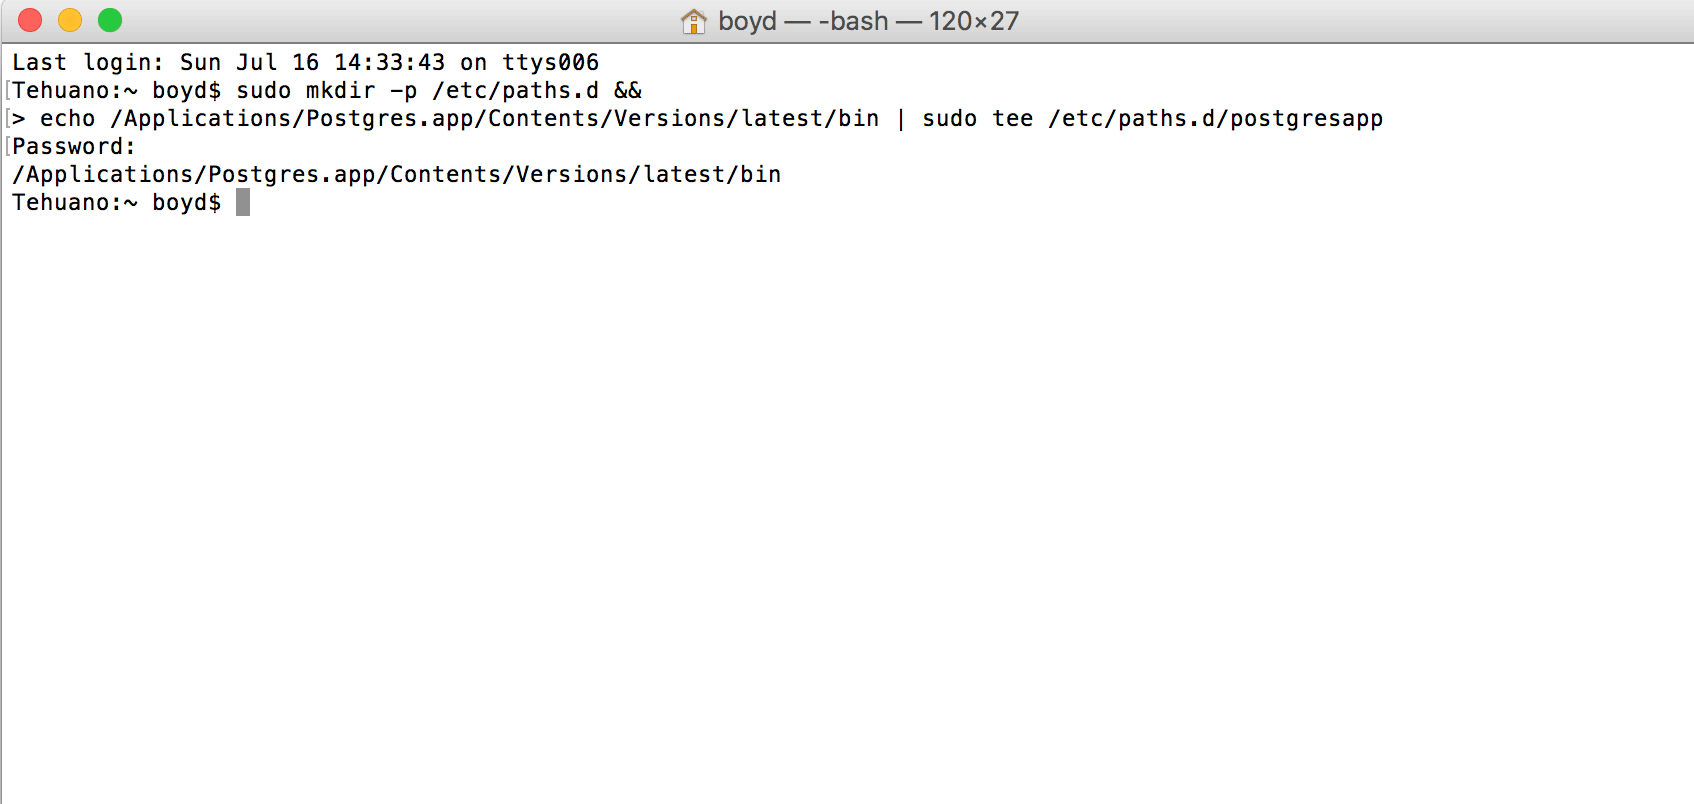 boyd — -bash — 120×27
Last login: Sun Jul 16 14:33:43 on ttys006
[Tehuano:~ boyd$ sudo mkdir -p /etc/paths.d &&
[> echo /Applications/Postgres.app/Contents/Versions/latest/bin | sudo tee /etc/paths.d/postgresapp
[Password:
/Applications/Postgres.app/Contents/Versions/latest/bin
Tehuano:~ boyd$